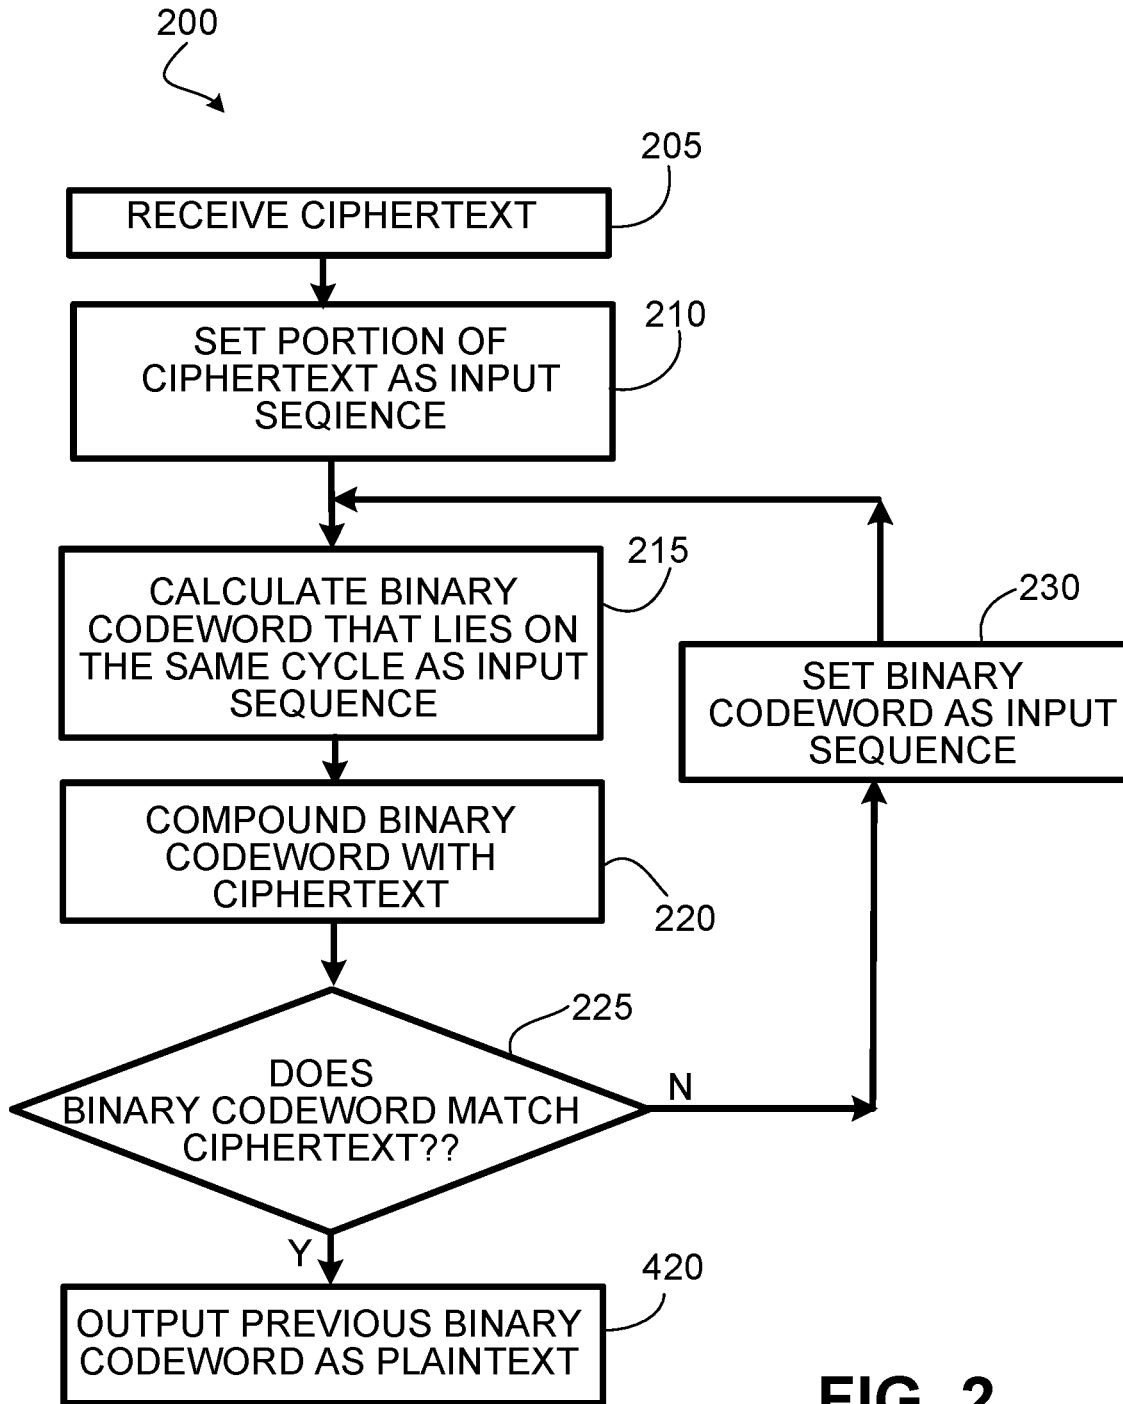 200
205
RECEIVE CIPHERTEXT
210
SET PORTION OF
CIPHERTEXT AS INPUT
SEQIENCE
215
CALCULATE BINARY
CODEWORD THAT LIES ON
THE SAME CYCLE AS INPUT
SEQUENCE
230
SET BINARY
CODEWORD AS INPUT
SEQUENCE
COMPOUND BINARY
CODEWORD WITH
CIPHERTEXT
220
225
DOES
BINARY CODEWORD MATCH
CIPHERTEXT??
N
Y
420
OUTPUT PREVIOUS BINARY
CODEWORD AS PLAINTEXT
FIG. 2